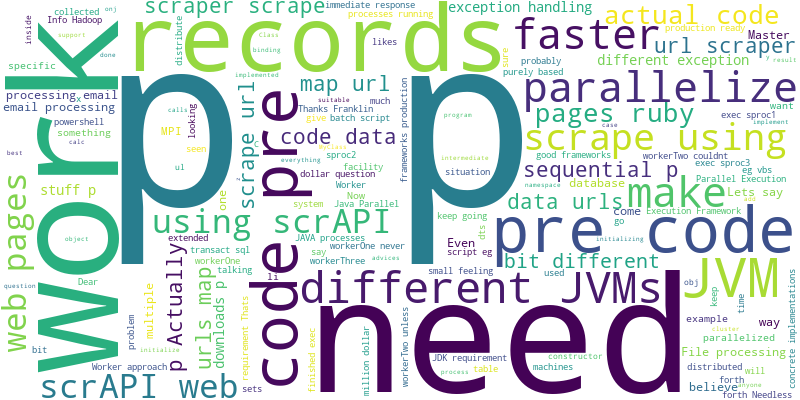 scraper scrape
immediate response
exception handling
actual code
collected
onj
Info Hadoop
inside
support
distribute
records
processes running
Class
binding
likes
faster
production ready
Master
url scraper
probably
sure
y
result
specific
done
implemented
map url
purely based
different exception
processing
x
email
email processing
powershell
calls
looking
suitable
much
Thanks Franklin
give
batch script
parallelize
want
something
calc
MPI
seen
myclass
C
code data
program
case
pages ruby
exec sproc1
implement
best
ul
scrape url
everything
sproc2
facility
frameworks production
good frameworks
workerTwo couldnt
scrape using
exec sproc3
eg vbs
web pages
Work
stuff p
p
p
pre
dollar question
situation
intermediate
sequential p
Parallel Execution
namespace
add
Worker
Now
one
2
system
Java Parallel
database
Lets say
make
object
using scrAPI
keep going
data urls
come
Execution Framework
go
initializing
transact sql
extended
JAVA processes
dts
Even
pre code
Dear
workerOne
talking
say
workerOne never
workerThree
advices
script eg
bit different
question
urls map
downloads p
p Actually
li
code
small feeling
used
obj
JVM
time
keep
concrete implementations
bit
problem
multiple
different JVMs
need
example
way
cluster
parallelized
initialize
requirement Thats
finished exec
million dollar
workerTwo unless
JDK requirement
constructor
machines
File processing
distributed
will
Worker approach
scrAPI web
sets
process
table
believe
forth
anyone
forth Needless